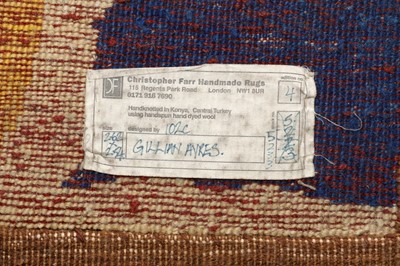 DF
Christopher Farr Handmade Rugs
115 Regents Park Road London NW1 8UR
0171 916 7690
Handknotted in Konya, Central Turkey
using handspun hand-dyed wool
4
designed by
GILLIAN AYRES.